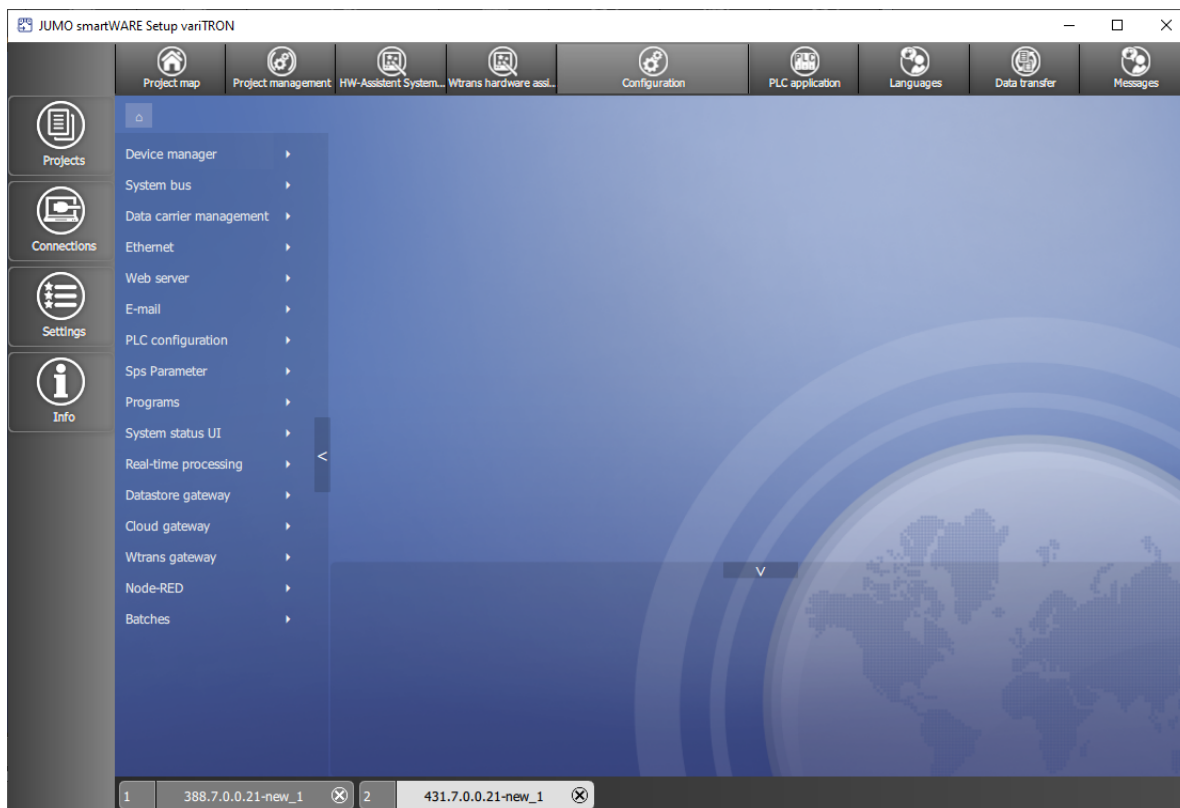 JUMO smartWARE Setup variTRON
Project map
Project management
HW-Assistent System...
Wtrans hardware assi...
Configuration
PLC
PLC application
Languages
Data transfer
Messages
Projects
Connections
Settings
Info
Device manager
System bus
Data carrier management
Ethernet
Web server
E-mail
PLC configuration
Sps Parameter
Programs
System status UI
Real-time processing
Datastore gateway
Cloud gateway
Wtrans gateway
Node-RED
Batches
<
V
1 388.7.0.0.21-new_1
2 431.7.0.0.21-new_1